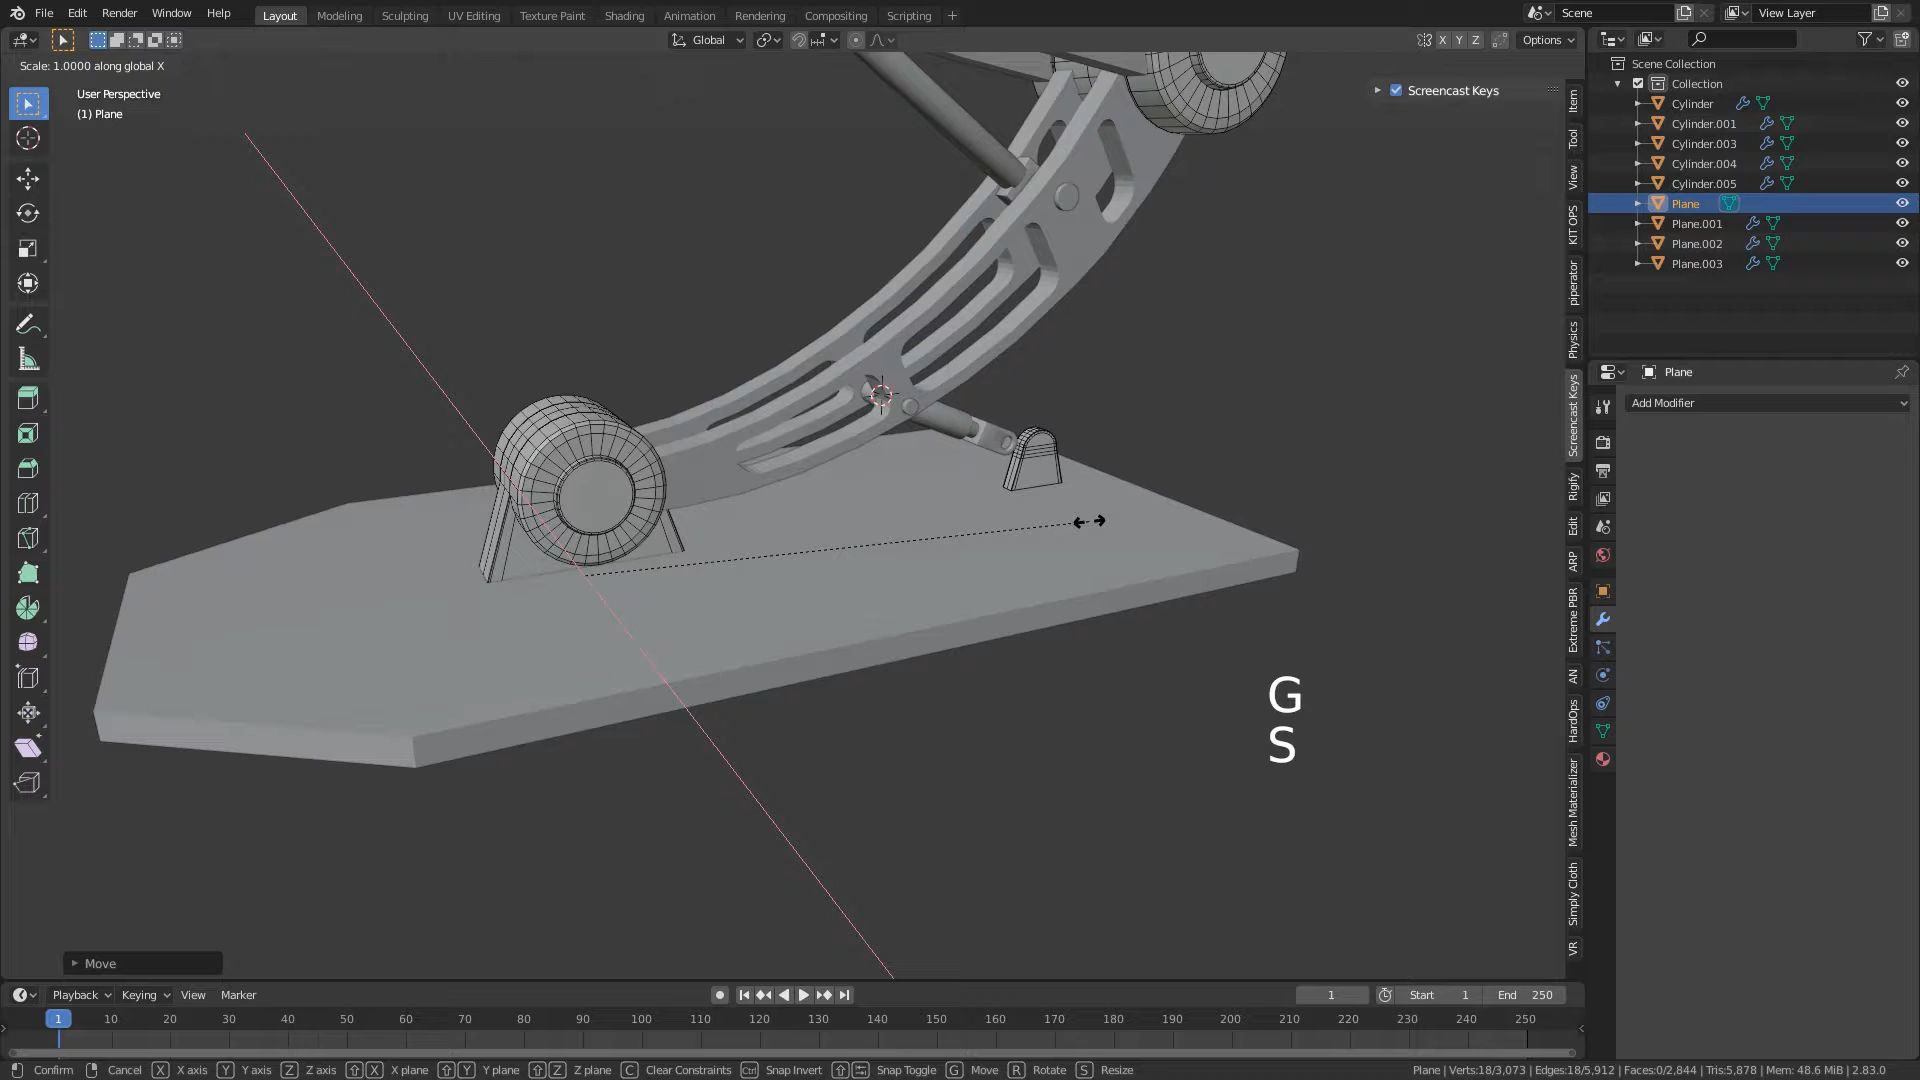 File Edit Render Window Help
Layout Modeling Sculpting UV Editing Texture Paint Shading Animation Rendering Compositing Scripting +
Scene
View Layer
Global
X Y Z
Options
Scale: 1.0000 along global X
User Perspective
(1) Plane
Screencast Keys
Item
Tool
View
KIT OPS
piperator
Physics
Screencast Keys
Rigify
Edit
ARP
Extreme PBR
AN
HardOps
Mesh Materializer
Simply Cloth
VR
Scene Collection
Collection
Cylinder
Cylinder.001
Cylinder.003
Cylinder.004
Cylinder.005
Plane
Plane.001
Plane.002
Plane.003
Plane
Add Modifier
G
S
Move
Playback Keying View Marker
1
Start 1
End 250
1 10 20 30 40 50 60 70 80 90 100 110 120 130 140 150 160 170 180 190 200 210 220 230 240 250
Confirm Cancel X X axis Y Y axis Z Z axis X X plane Y Y plane Z Z plane C Clear Constraints Ctrl Snap Invert Snap Toggle G Move R Rotate S Resize
Plane | Verts:18/3,073 | Edges:18/5,912 | Faces:0/2,844 | Tris:5,878 | Mem: 48.6 MiB | 2.83.0